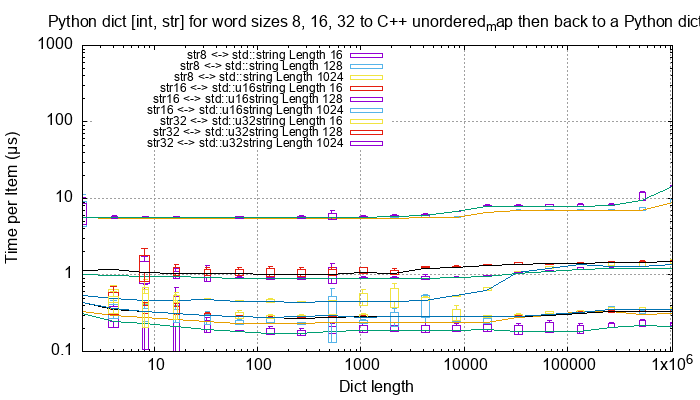 Python dict [int, str] for word sizes 8, 16, 32 to C++ unordered_map then back to a Python dict
1000
100
10
1
0.1
10
100
1000
10000
100000
1x10^6
Time per Item (µs)
Dict length
str8 <-> std::string Length 16
str8 <-> std::string Length 128
str8 <-> std::string Length 1024
str16 <-> std::u16string Length 16
str16 <-> std::u16string Length 128
str16 <-> std::u16string Length 1024
str32 <-> std::u32string Length 16
str32 <-> std::u32string Length 128
str32 <-> std::u32string Length 1024